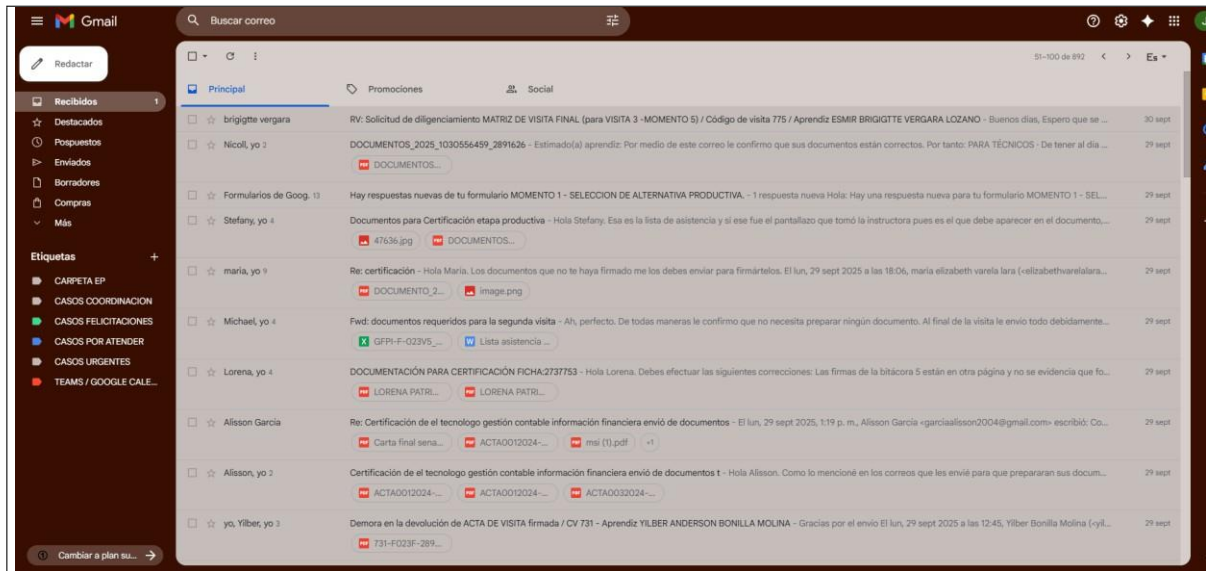 Gmail
Buscar correo
Redactar
51–100 de 892
Es
Recibidos 1
Destacados
Pospuestos
Enviados
Borradores
Compras
Más
Etiquetas +
CARPETA EP
CASOS COORDINACION
CASOS FELICITACIONES
CASOS POR ATENDER
CASOS URGENTES
TEAMS / GOOGLE CALE...
Cambiar a plan su...
Principal Promociones Social
brigigtte vergara RV: Solicitud de diligenciamiento MATRIZ DE VISITA FINAL (para VISITA 3 -MOMENTO 5) / Código de visita 775 / Aprendiz ESMIR BRIGIGTTE VERGARA LOZANO - Buenos días, Espero que se ... 30 sept
Nicoll, yo 2 DOCUMENTOS_2025_1030556459_2891626 - Estimado(a) aprendiz: Por medio de este correo le confirmo que sus documentos están correctos. Por tanto: PARA TÉCNICOS · De tener al día ... 29 sept
PDF DOCUMENTOS...
Formularios de Goog. 13 Hay respuestas nuevas de tu formulario MOMENTO 1 - SELECCION DE ALTERNATIVA PRODUCTIVA. - 1 respuesta nueva Hola: Hay una respuesta nueva para tu formulario MOMENTO 1 - SEL... 29 sept
Stefany, yo 4 Documentos para Certificación etapa productiva - Hola Stefany. Esa es la lista de asistencia y si ese fue el pantallazo que tomó la instructora pues es el que debe aparecer en el documento,... 29 sept
47636.jpg PDF DOCUMENTOS...
maria, yo 9 Re: certificación - Hola Maria. Los documentos que no te haya firmado me los debes enviar para firmártelos. El lun, 29 sept 2025 a las 18:06, maria elizabeth varela lara (<elizabethvarelalara... 29 sept
PDF DOCUMENTO_2... image.png
Michael, yo 4 Fwd: documentos requeridos para la segunda visita - Ah, perfecto. De todas maneras le confirmo que no necesita preparar ningún documento. Al final de la visita le envio todo debidamente... 29 sept
X GFPI-F-023V5_... W Lista asistencia ...
Lorena, yo 4 DOCUMENTACIÓN PARA CERTIFICACIÓN FICHA:2737753 - Hola Lorena. Debes efectuar las siguientes correcciones: Las firmas de la bitácora 5 están en otra página y no se evidencia que fo... 29 sept
PDF LORENA PATRI... PDF LORENA PATRI...
Alisson Garcia Re: Certificación de el tecnologo gestión contable información financiera envió de documentos - El lun, 29 sept 2025, 1:19 p. m., Alisson Garcia <garciaalisson2004@gmail.com> escribió: Co... 29 sept
PDF Carta final sena... PDF ACTA0012024-... PDF msi (1).pdf +1
Alisson, yo 2 Certificación de el tecnologo gestión contable información financiera envió de documentos t - Hola Alisson. Como lo mencioné en los correos que les envié para que prepararan sus docum... 29 sept
PDF ACTA0012024-... PDF ACTA0012024-... PDF ACTA0032024-...
yo, Yilber, yo 3 Demora en la devolución de ACTA DE VISITA firmada / CV 731 - Aprendiz YILBER ANDERSON BONILLA MOLINA - Gracias por el envio El lun, 29 sept 2025 a las 12:45, Yilber Bonilla Molina (<yil... 29 sept
PDF 731-F023F-289...